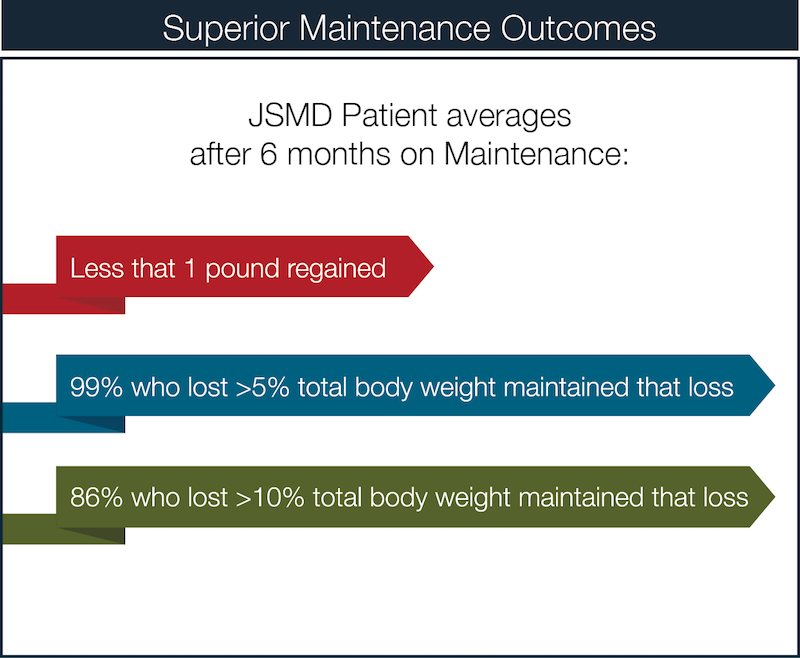 Superior Maintenance Outcomes
JSMD Patient averages
after 6 months on Maintenance:
Less that 1 pound regained
99% who lost >5% total body weight maintained that loss
86% who lost >10% total body weight maintained that loss